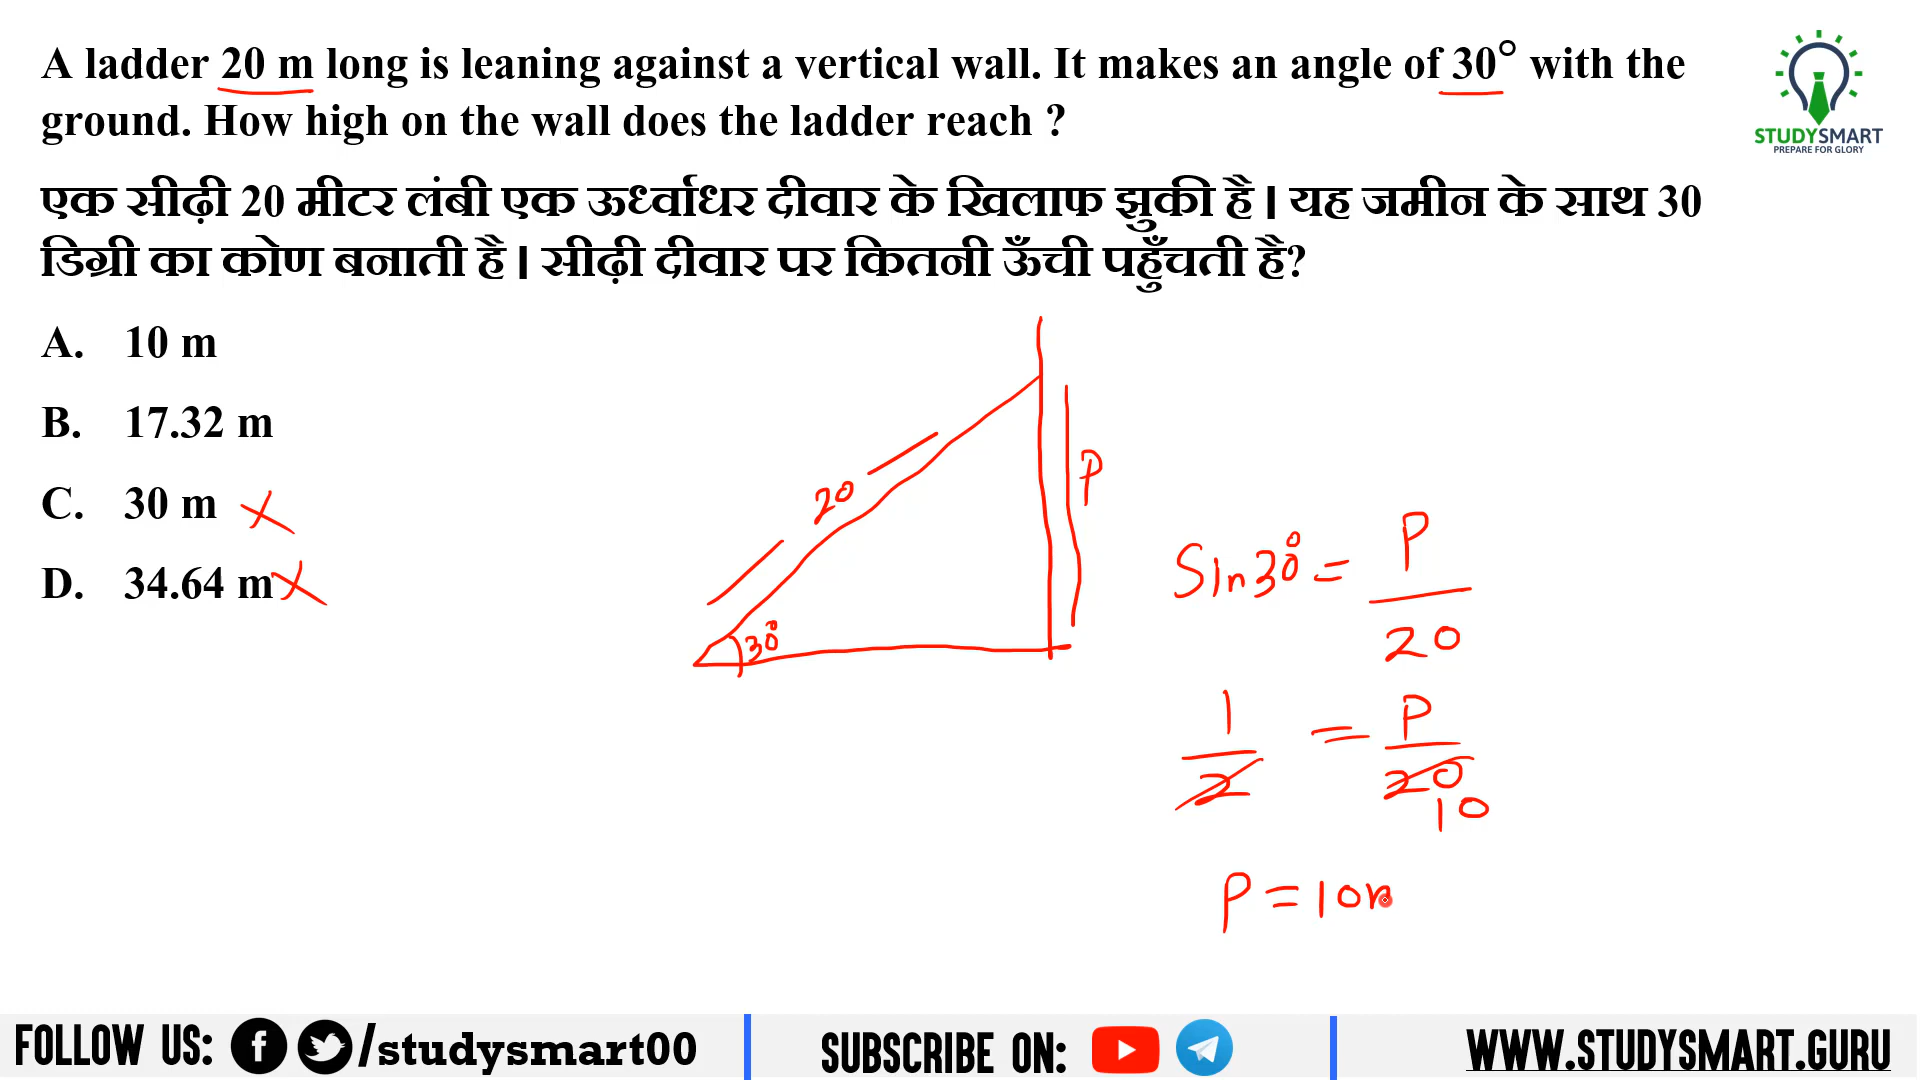 A ladder 20 m long is leaning against a vertical wall. It makes an angle of 30° with the
ground. How high on the wall does the ladder reach ?
STUDYSMART
PREPARE FOR GLORY
एक सीढ़ी 20 मीटर लंबी एक ऊर्ध्वाधर दीवार के खिलाफ झुकी है। यह जमीन के साथ 30
डिग्री का कोण बनाती है। सीढ़ी दीवार पर कितनी ऊँची पहुँचती है?
A. 10 m
B. 17.32 m
C. 30 m
D. 34.64 m
20
P
30°
Sin30° = P/20
1/2 = P/20
10
P = 10m
FOLLOW US: /studysmart00
SUBSCRIBE ON:
WWW.STUDYSMART.GURU